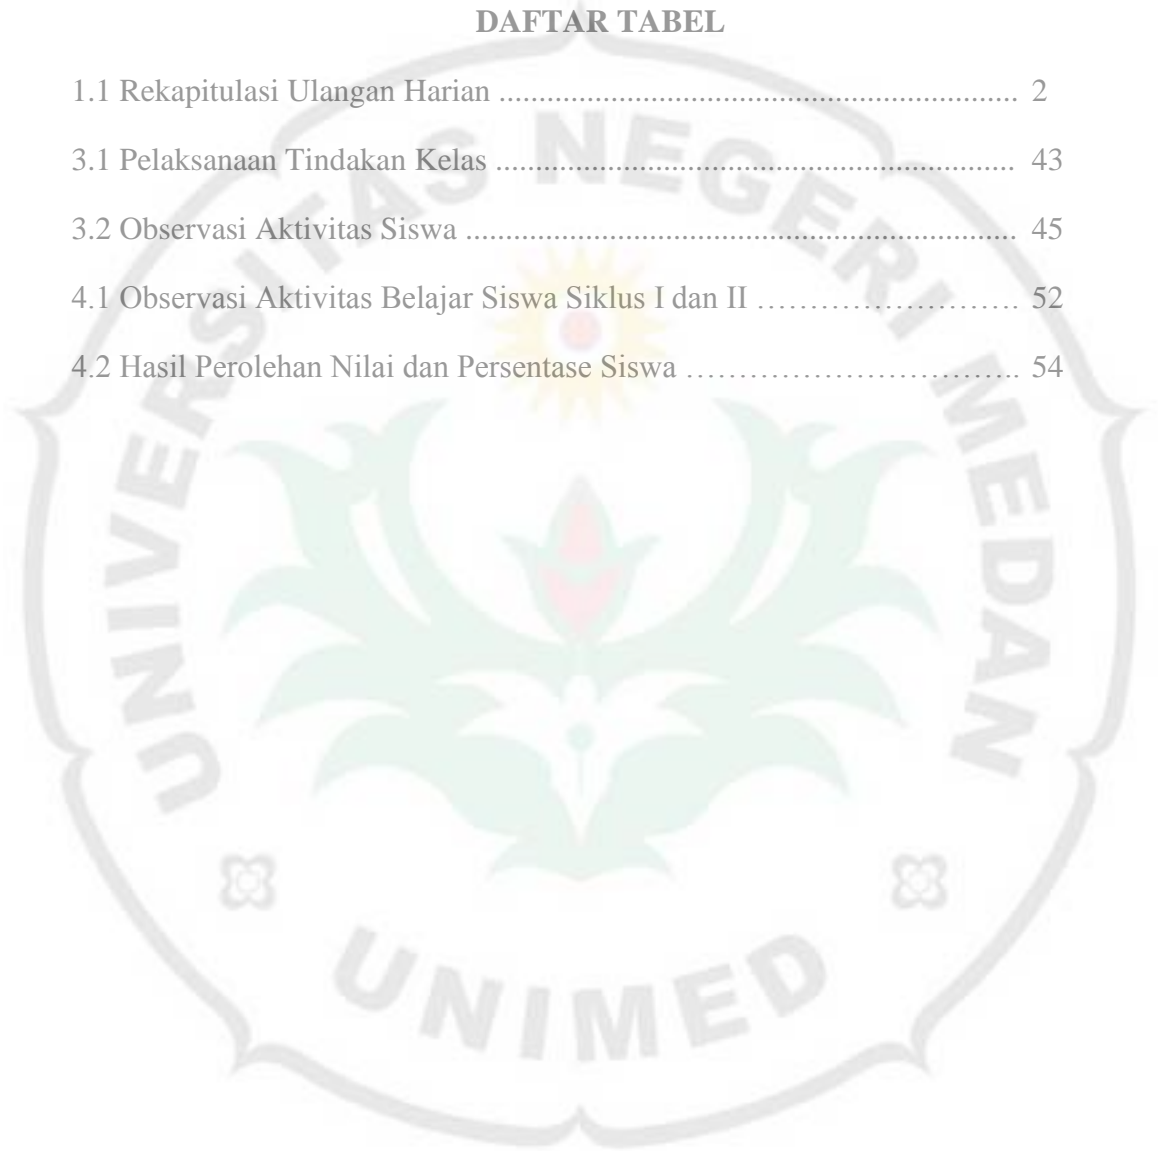 DAFTAR TABEL
1.1 Rekapitulasi Ulangan Harian ....................................................... 2
3.1 Pelaksanaan Tindakan Kelas ....................................................... 43
3.2 Observasi Aktivitas Siswa .......................................................... 45
4.1 Observasi Aktivitas Belajar Siswa Siklus I dan II ……………………. 52
4.2 Hasil Perolehan Nilai dan Persentase Siswa ………………………….. 54
UNIVERSITAS NEGERI MEDAN
UNIMED